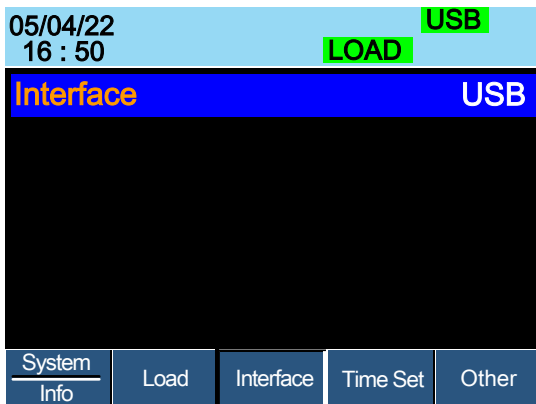 05/04/22
USB
16 : 50
LOAD
Interface USB
System
Info
Load
Interface
Time Set
Other